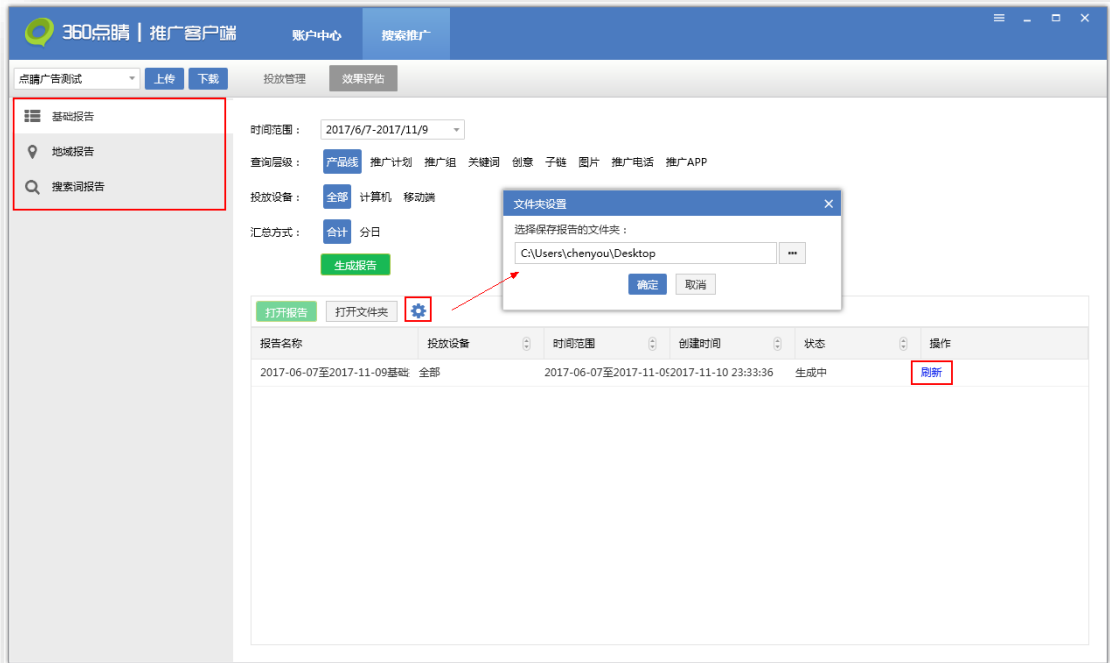 360点睛 | 推广客户端 账户中心 搜索推广
点睛广告测试 上传 下载 投放管理 效果评估
基础报告
地域报告
搜索词报告
时间范围： 2017/6/7-2017/11/9
查询层级： 产品线 推广计划 推广组 关键词 创意 子链 图片 推广电话 推广APP
投放设备： 全部 计算机 移动端
汇总方式： 合计 分日
生成报告
文件夹设置
选择保存报告的文件夹：
C:\Users\chenyou\Desktop ...
确定 取消
打开报告 打开文件夹
报告名称 投放设备 时间范围 创建时间 状态 操作
2017-06-07至2017-11-09基础 全部 2017-06-07至2017-11-09 2017-11-10 23:33:36 生成中 刷新